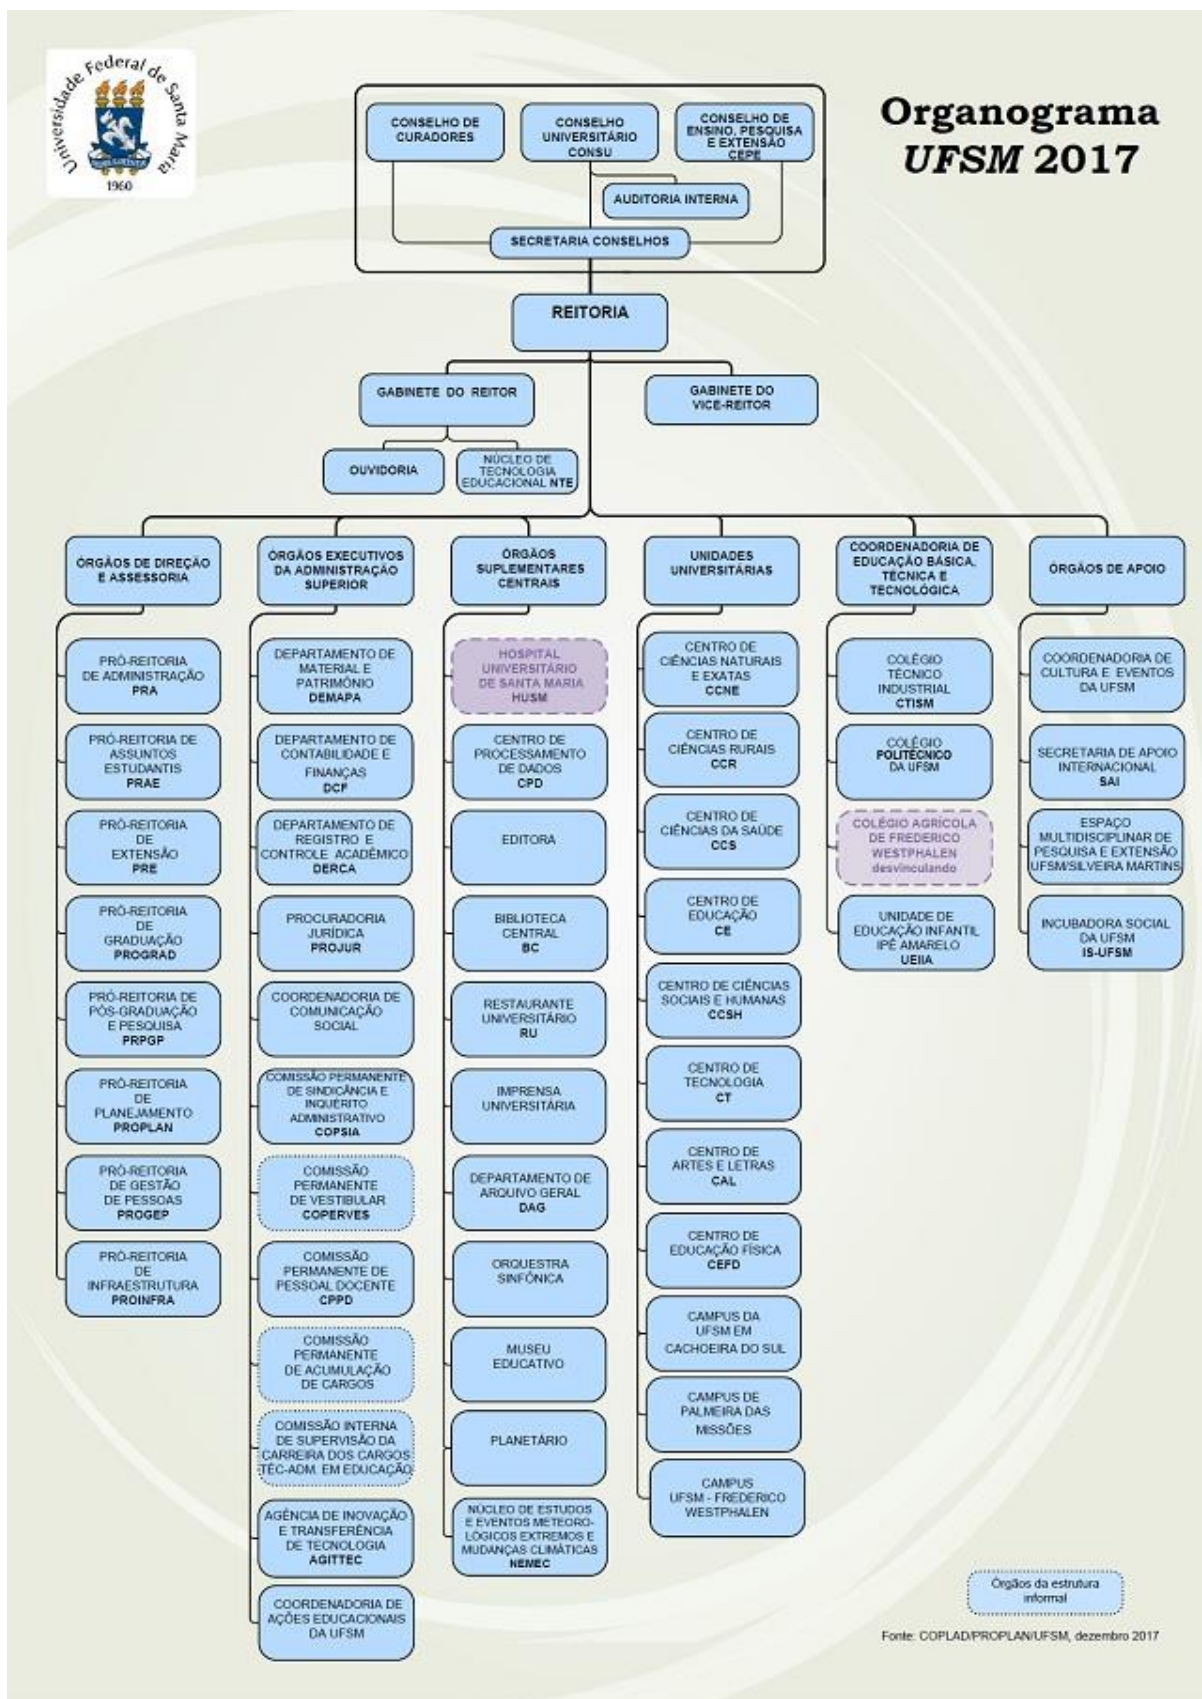 Universidade Federal de Santa Maria
1960
Organograma
UFSM 2017
CONSELHO DE
CURADORES
CONSELHO
UNIVERSITÁRIO
CONSU
CONSELHO DE
ENSINO, PESQUISA
E EXTENSÃO
CEPE
AUDITORIA INTERNA
SECRETARIA CONSELHOS
REITORIA
GABINETE DO REITOR
GABINETE DO
VICE-REITOR
OUVIDORIA
NÚCLEO DE
TECNOLOGIA
EDUCACIONAL NTE
ÓRGÃOS DE DIREÇÃO
E ASSESSORIA
PRÓ-REITORIA
DE ADMINISTRAÇÃO
PRA
PRÓ-REITORIA DE
ASSUNTOS
ESTUDANTIS
PRAE
PRÓ-REITORIA
DE
EXTENSÃO
PRE
PRÓ-REITORIA
DE
GRADUAÇÃO
PROGRAD
PRÓ-REITORIA DE
PÓS-GRADUAÇÃO
E PESQUISA
PRPGP
PRÓ-REITORIA
DE
PLANEJAMENTO
PROPLAN
PRÓ-REITORIA
DE GESTÃO
DE PESSOAS
PROGEP
PRÓ-REITORIA
DE
INFRAESTRUTURA
PROINFRA
ÓRGÃOS EXECUTIVOS
DA ADMINISTRAÇÃO
SUPERIOR
DEPARTAMENTO DE
MATERIAL E
PATRIMÔNIO
DEMAPA
DEPARTAMENTO DE
CONTABILIDADE E
FINANÇAS
DCF
DEPARTAMENTO DE
REGISTRO E
CONTROLE ACADÊMICO
DERCA
PROCURADORIA
JURÍDICA
PROJUR
COORDENADORIA DE
COMUNICAÇÃO
SOCIAL
COMISSÃO PERMANENTE
DE SINDICÂNCIA E
INQUÉRITO
ADMINISTRATIVO
COPSIA
COMISSÃO
PERMANENTE
DE VESTIBULAR
COPERVES
COMISSÃO
PERMANENTE DE
PESSOAL DOCENTE
CPPD
COMISSÃO
PERMANENTE
DE ACUMULAÇÃO
DE CARGOS
COMISSÃO INTERNA
DE SUPERVISÃO DA
CARREIRA DOS CARGOS
TÉC-ADM. EM EDUCAÇÃO
AGÊNCIA DE INOVAÇÃO
E TRANSFERÊNCIA
DE TECNOLOGIA
AGITTEC
COORDENADORIA DE
AÇÕES EDUCACIONAIS
DA UFSM
ÓRGÃOS
SUPLEMENTARES
CENTRAIS
HOSPITAL
UNIVERSITÁRIO
DE SANTA MARIA
HUSM
CENTRO DE
PROCESSAMENTO
DE DADOS
CPD
EDITORA
BIBLIOTECA
CENTRAL
BC
RESTAURANTE
UNIVERSITÁRIO
RU
IMPRENSA
UNIVERSITÁRIA
DEPARTAMENTO DE
ARQUIVO GERAL
DAG
ORQUESTRA
SINFÔNICA
MUSEU
EDUCATIVO
PLANETÁRIO
NÚCLEO DE ESTUDOS
E EVENTOS METEORO-
LÓGICOS EXTREMOS E
MUDANÇAS CLIMÁTICAS
NEMEC
UNIDADES
UNIVERSITÁRIAS
CENTRO DE
CIÊNCIAS NATURAIS
E EXATAS
CCNE
CENTRO DE
CIÊNCIAS RURAIS
CCR
CENTRO DE
CIÊNCIAS DA SAÚDE
CCS
CENTRO DE
EDUCAÇÃO
CE
CENTRO DE CIÊNCIAS
SOCIAIS E HUMANAS
CCSH
CENTRO DE
TECNOLOGIA
CT
CENTRO DE
ARTES E LETRAS
CAL
CENTRO DE
EDUCAÇÃO FÍSICA
CEFD
CAMPUS DA
UFSM EM
CACHOEIRA DO SUL
CAMPUS DE
PALMEIRA DAS
MISSÕES
CAMPUS
UFSM - FREDERICO
WESTPHALEN
COORDENADORIA DE
EDUCAÇÃO BÁSICA,
TÉCNICA E
TECNOLÓGICA
COLÉGIO
TÉCNICO
INDUSTRIAL
CTISM
COLÉGIO
POLITÉCNICO
DA UFSM
COLÉGIO AGRÍCOLA
DE FREDERICO
WESTPHALEN
desvinculando
UNIDADE DE
EDUCAÇÃO INFANTIL
IPÊ AMARELO
UEIIA
ÓRGÃOS DE APOIO
COORDENADORIA DE
CULTURA E EVENTOS
DA UFSM
SECRETARIA DE APOIO
INTERNACIONAL
SAI
ESPAÇO
MULTIDISCIPLINAR DE
PESQUISA E EXTENSÃO
UFSM/SILVEIRA MARTINS
INCUBADORA SOCIAL
DA UFSM
IS-UFSM
Órgãos da estrutura
informal
Fonte: COPLAD/PROPLAN/UFSM, dezembro 2017